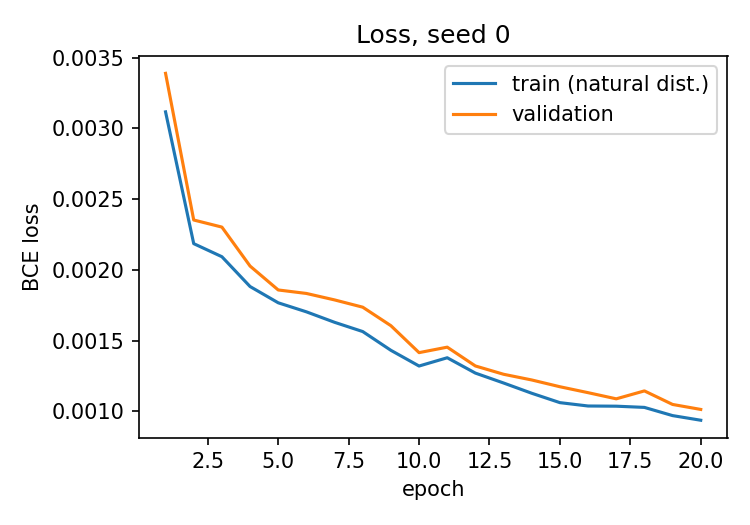 Loss, seed 0
train (natural dist.)
validation
BCE loss
0.0035
0.0030
0.0025
0.0020
0.0015
0.0010
2.5 5.0 7.5 10.0 12.5 15.0 17.5 20.0
epoch